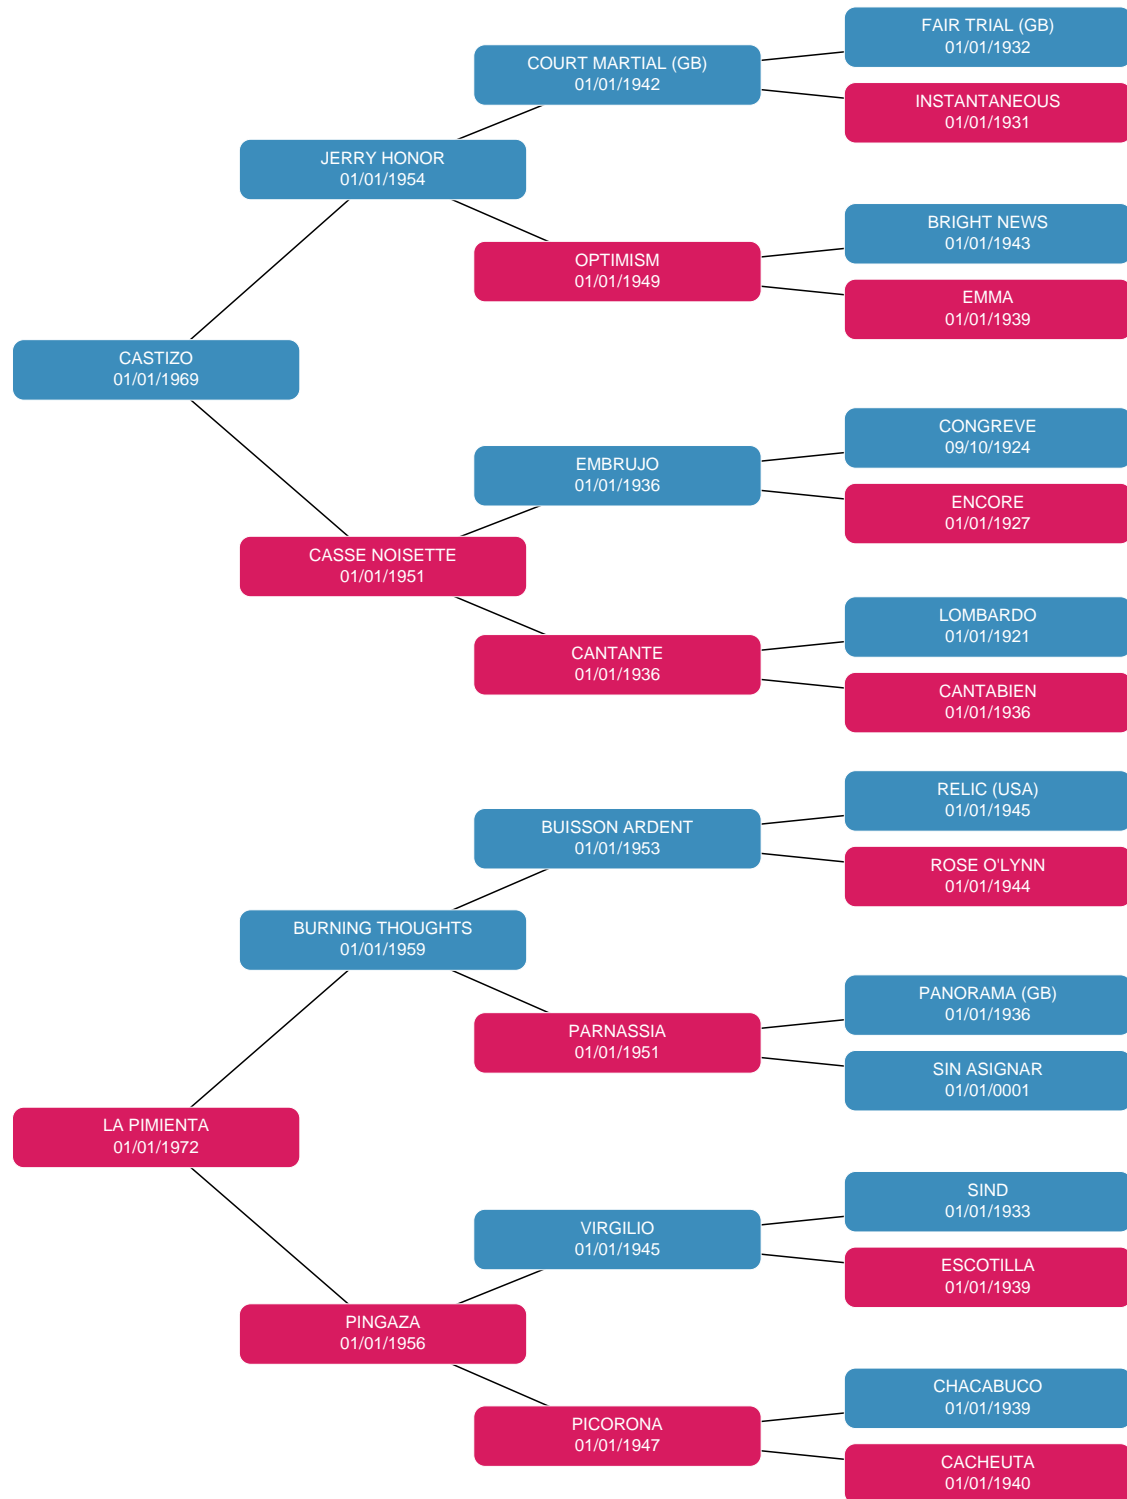 FAIR TRIAL (GB)
01/01/1932
COURT MARTIAL (GB)
01/01/1942
INSTANTANEOUS
01/01/1931
JERRY HONOR
01/01/1954
BRIGHT NEWS
01/01/1943
OPTIMISM
01/01/1949
EMMA
01/01/1939
CASTIZO
01/01/1969
CONGREVE
09/10/1924
EMBRUJO
01/01/1936
ENCORE
01/01/1927
CASSE NOISETTE
01/01/1951
LOMBARDO
01/01/1921
CANTANTE
01/01/1936
CANTABIEN
01/01/1936
RELIC (USA)
01/01/1945
BUISSON ARDENT
01/01/1953
ROSE O'LYNN
01/01/1944
BURNING THOUGHTS
01/01/1959
PANORAMA (GB)
01/01/1936
PARNASSIA
01/01/1951
SIN ASIGNAR
01/01/0001
LA PIMIENTA
01/01/1972
SIND
01/01/1933
VIRGILIO
01/01/1945
ESCOTILLA
01/01/1939
PINGAZA
01/01/1956
CHACABUCO
01/01/1939
PICORONA
01/01/1947
CACHEUTA
01/01/1940